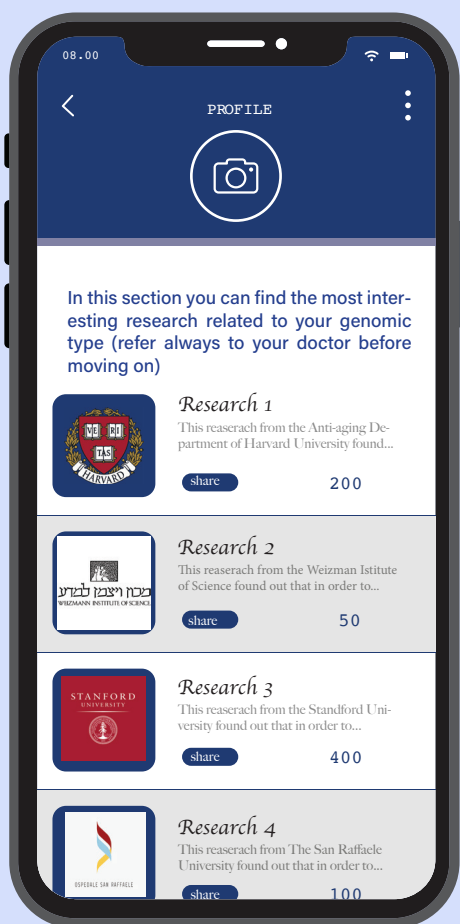 08.00
PROFILE
In this section you can find the most inter-
esting research related to your genomic
type (refer always to your doctor before
moving on)
VE RI
TAS
HARVARD
Research 1
This reaserach from the Anti-aging De-
partment of Harvard University found...
share 200
מכון ויצמן למדע
WEIZMANN INSTITUTE OF SCIENCE
Research 2
This reaserach from the Weizman Istitute
of Science found out that in order to...
share 50
STANFORD
UNIVERSITY
Research 3
This reaserach from the Standford Uni-
versity found out that in order to...
share 400
OSPEDALE SAN RAFFAELE
Research 4
This reaserach from The San Raffaele
University found out that in order to...
share 100